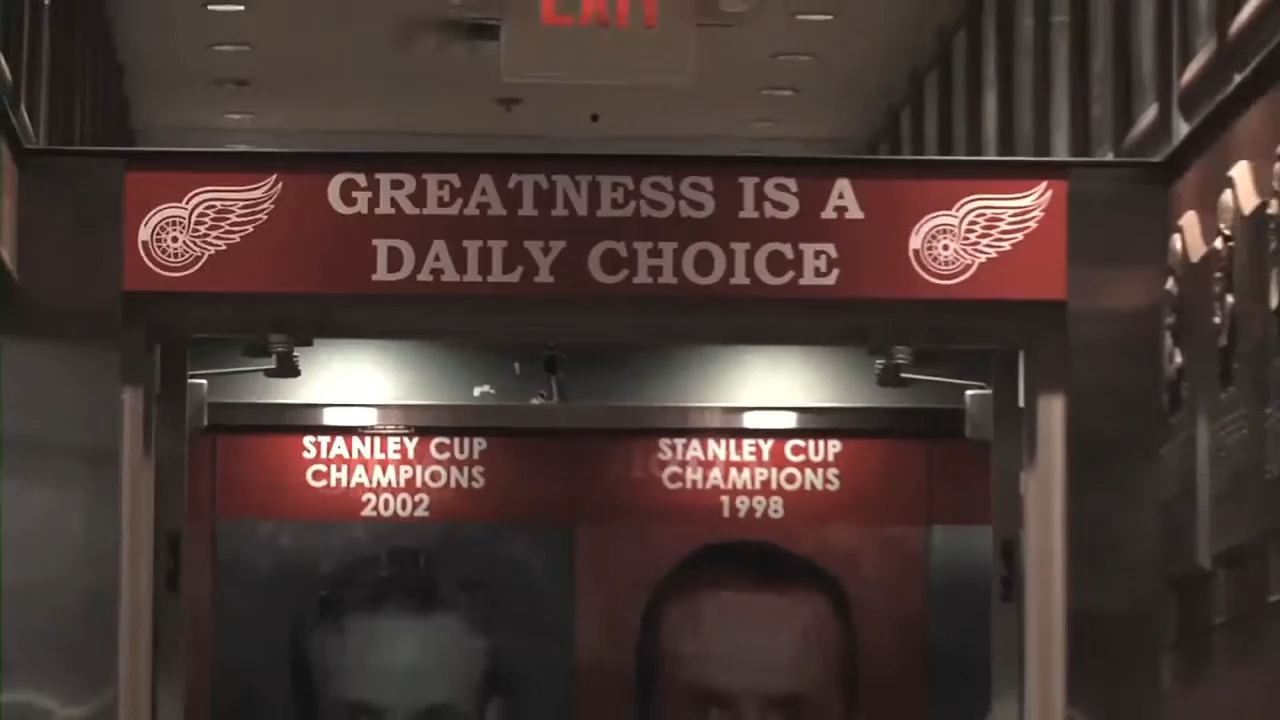 EXIT
GREATNESS IS A
DAILY CHOICE
STANLEY CUP
CHAMPIONS
2002
STANLEY CUP
CHAMPIONS
1998